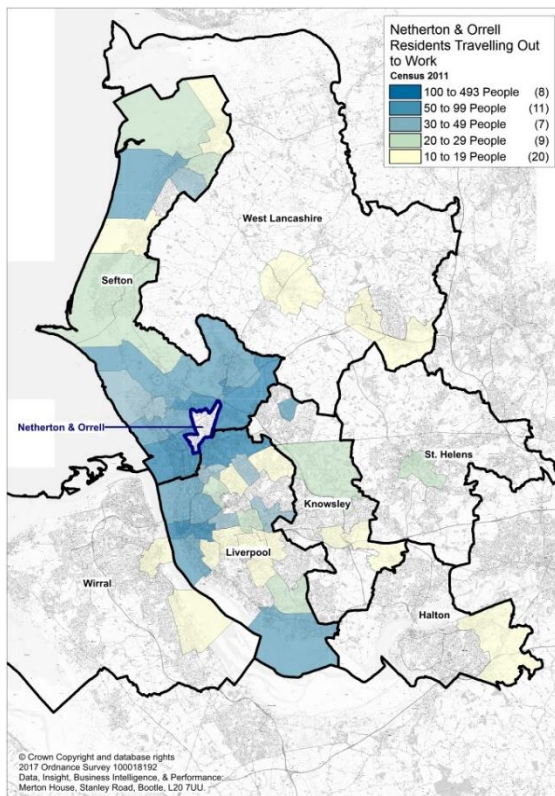 Netherton & Orrell
Residents Travelling Out
to Work
Census 2011
100 to 493 People (8)
50 to 99 People (11)
30 to 49 People (7)
20 to 29 People (9)
10 to 19 People (20)
West Lancashire
Sefton
Netherton & Orrell
St. Helens
Knowsley
Liverpool
Wirral
Halton
© Crown Copyright and database rights
2017 Ordnance Survey 100018192
Data, Insight, Business Intelligence, & Performance:
Merton House, Stanley Road, Bootle, L20 7UU.